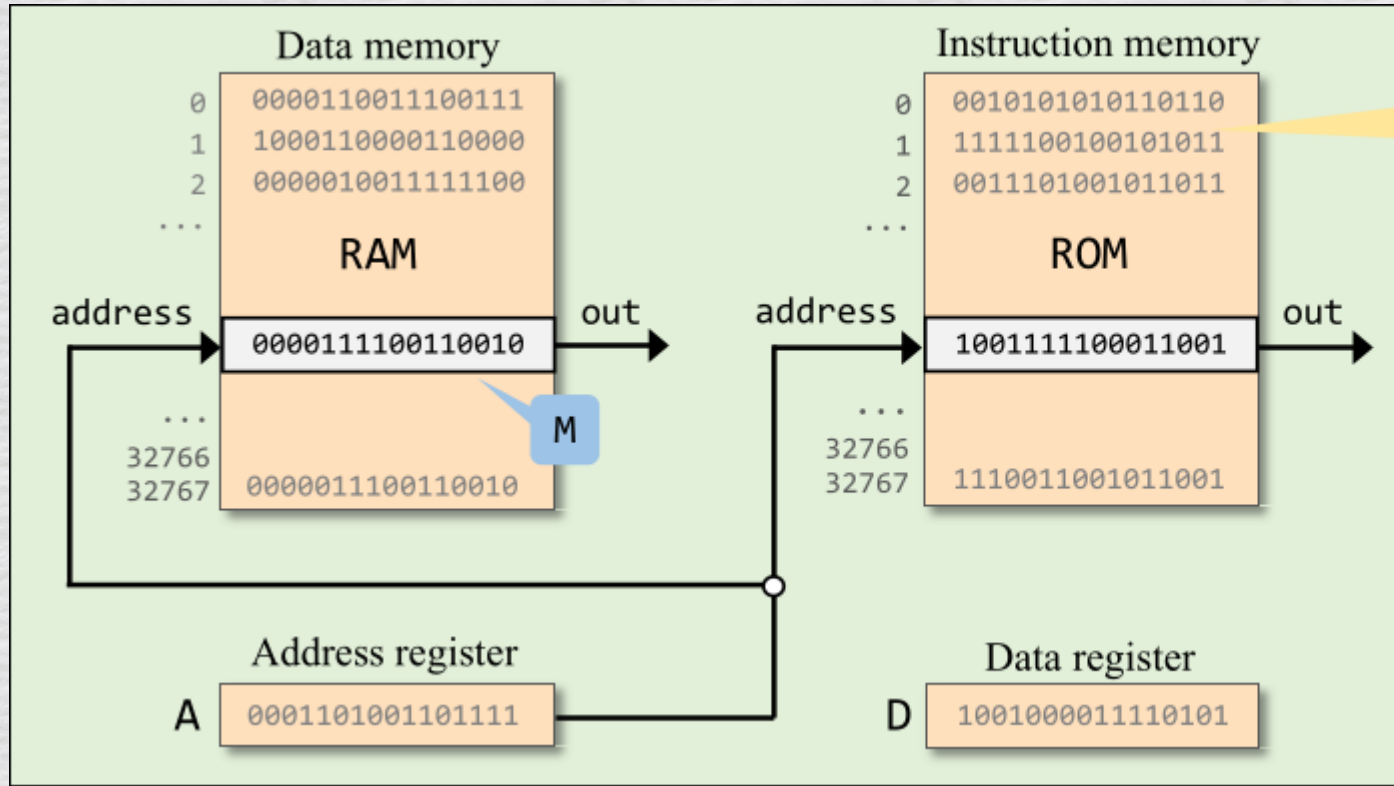 Data memory
0 0000110011100111
1 1000110000110000
2 0000010011111100
...
RAM
address
0000111100110010
out
M
...
32766
32767 0000011100110010
Instruction memory
0 0010101010110110
1 1111100100101011
2 0011101001011011
...
ROM
address
1001111100011001
out
...
32766
32767 1110011001011001
Address register
A 0001101001101111
Data register
D 1001000011110101